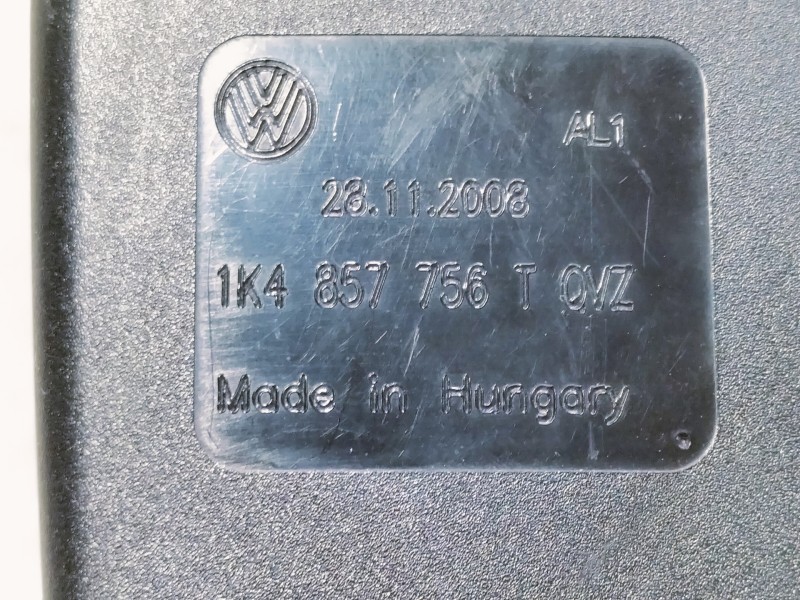 AL1
28.11.2008
1K4 857 756 T QVZ
Made in Hungary